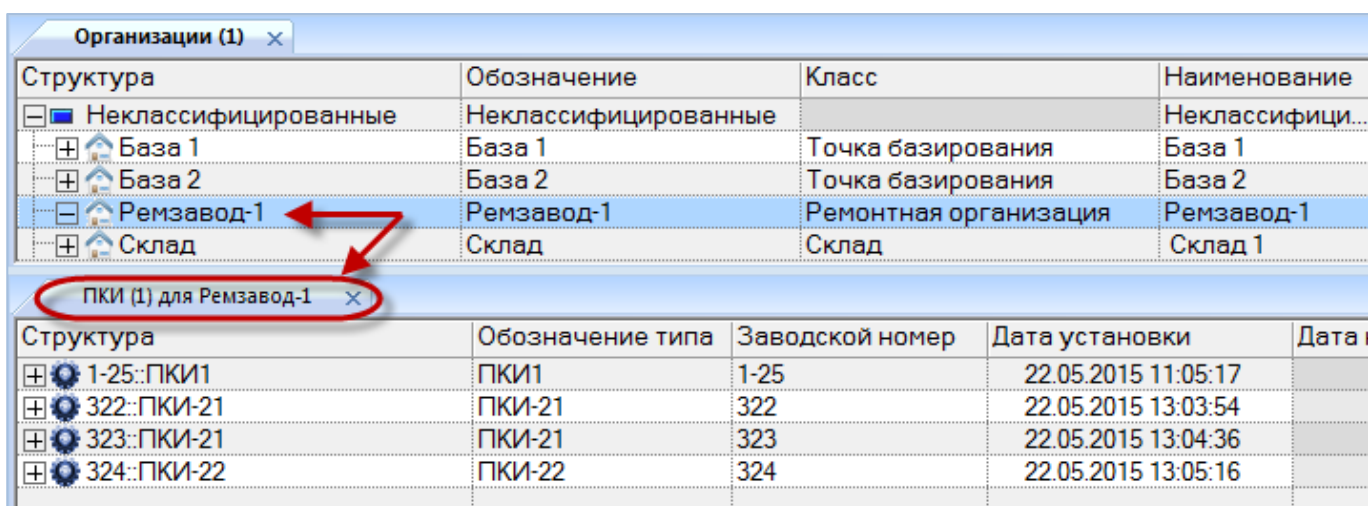 Организации (1)
Структура Обозначение Класс Наименование
Неклассифицированные Неклассифицированные Неклассифици...
База 1 База 1 Точка базирования База 1
База 2 База 2 Точка базирования База 2
Ремзавод-1 Ремзавод-1 Ремонтная организация Ремзавод-1
Склад Склад Склад Склад 1
ПКИ (1) для Ремзавод-1
Структура Обозначение типа Заводской номер Дата установки Дата
1-25::ПКИ1 ПКИ1 1-25 22.05.2015 11:05:17
322::ПКИ-21 ПКИ-21 322 22.05.2015 13:03:54
323::ПКИ-21 ПКИ-21 323 22.05.2015 13:04:36
324::ПКИ-22 ПКИ-22 324 22.05.2015 13:05:16